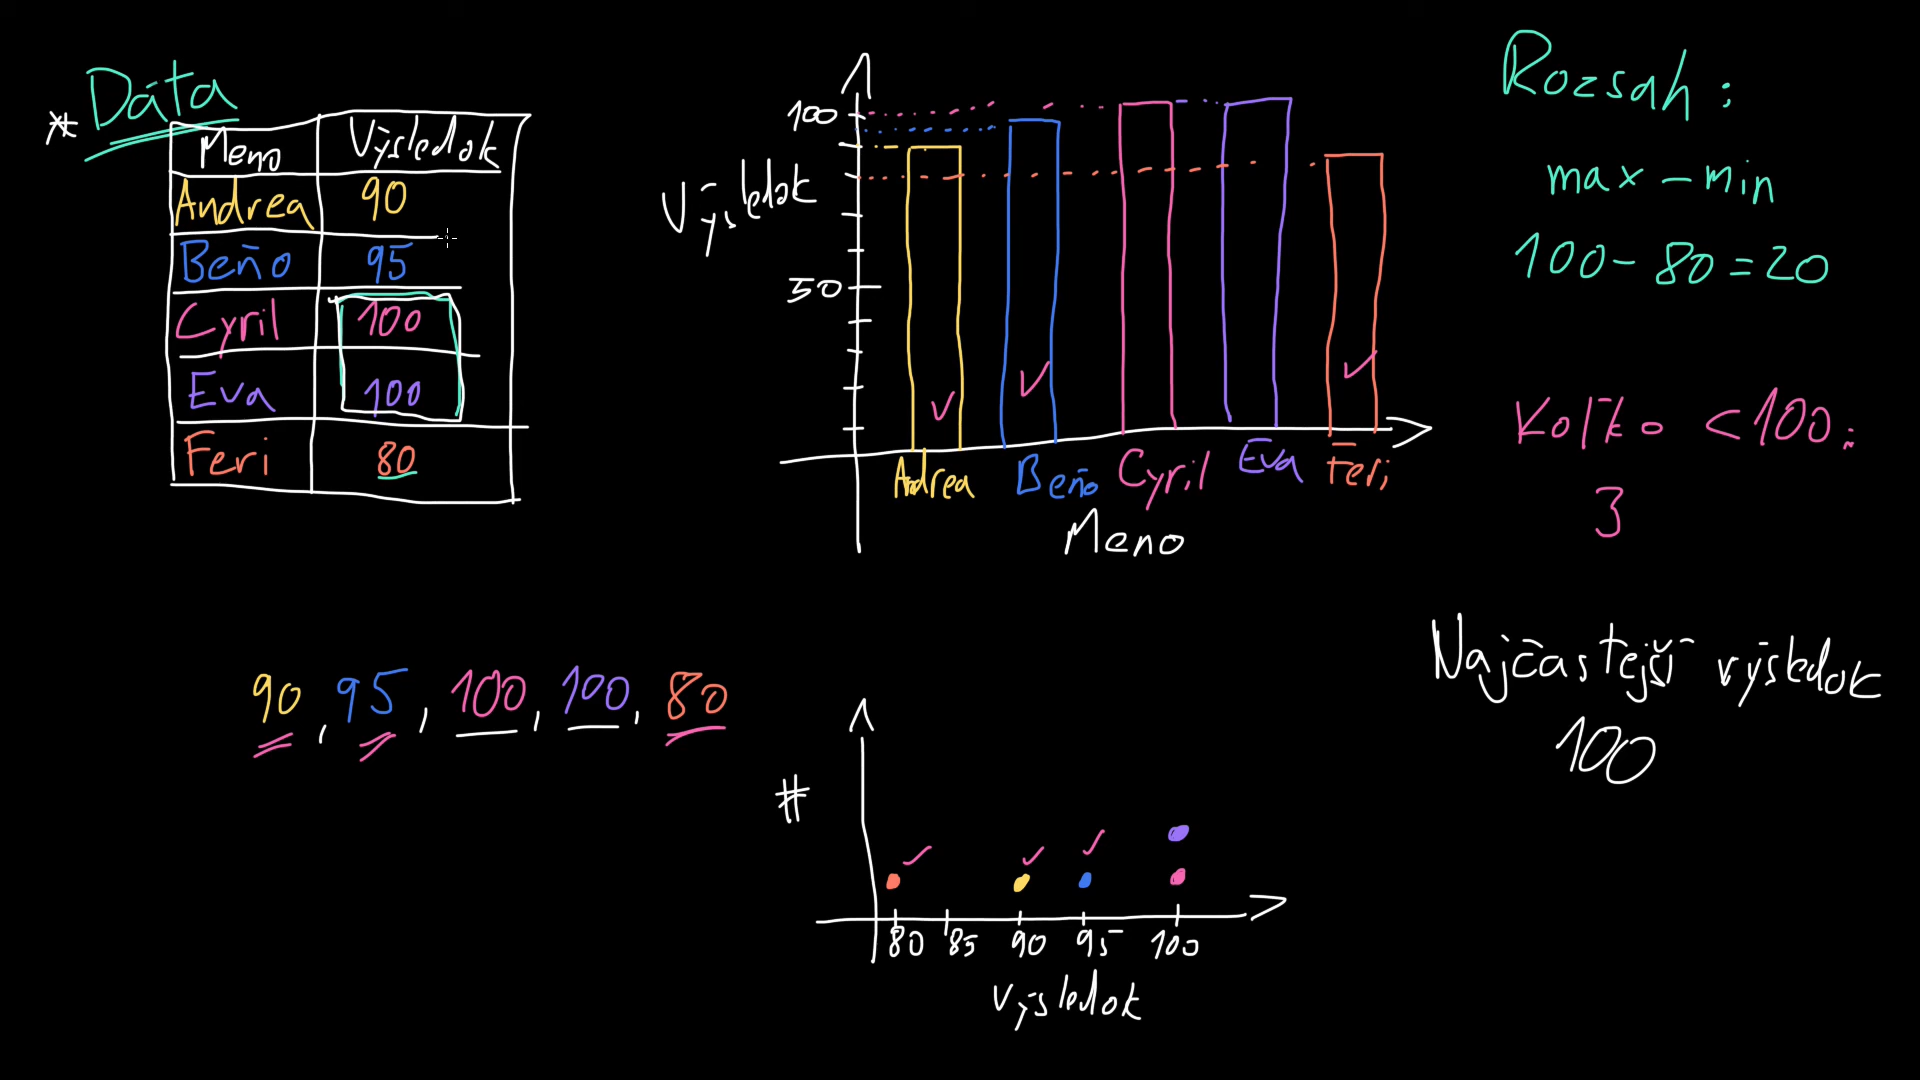 * Dáta
Meno Výsledok
Andrea 90
Beňo 95
Cyril 100
Eva 100
Feri 80
90, 95, 100, 100, 80
Výsledok
100
50
Andrea Beňo Cyril Eva Feri
Meno
#
80 85 90 95 100
Výsledok
Rozsah:
max - min
100 - 80 = 20
Koľko < 100:
3
Najčastejší výsledok
100